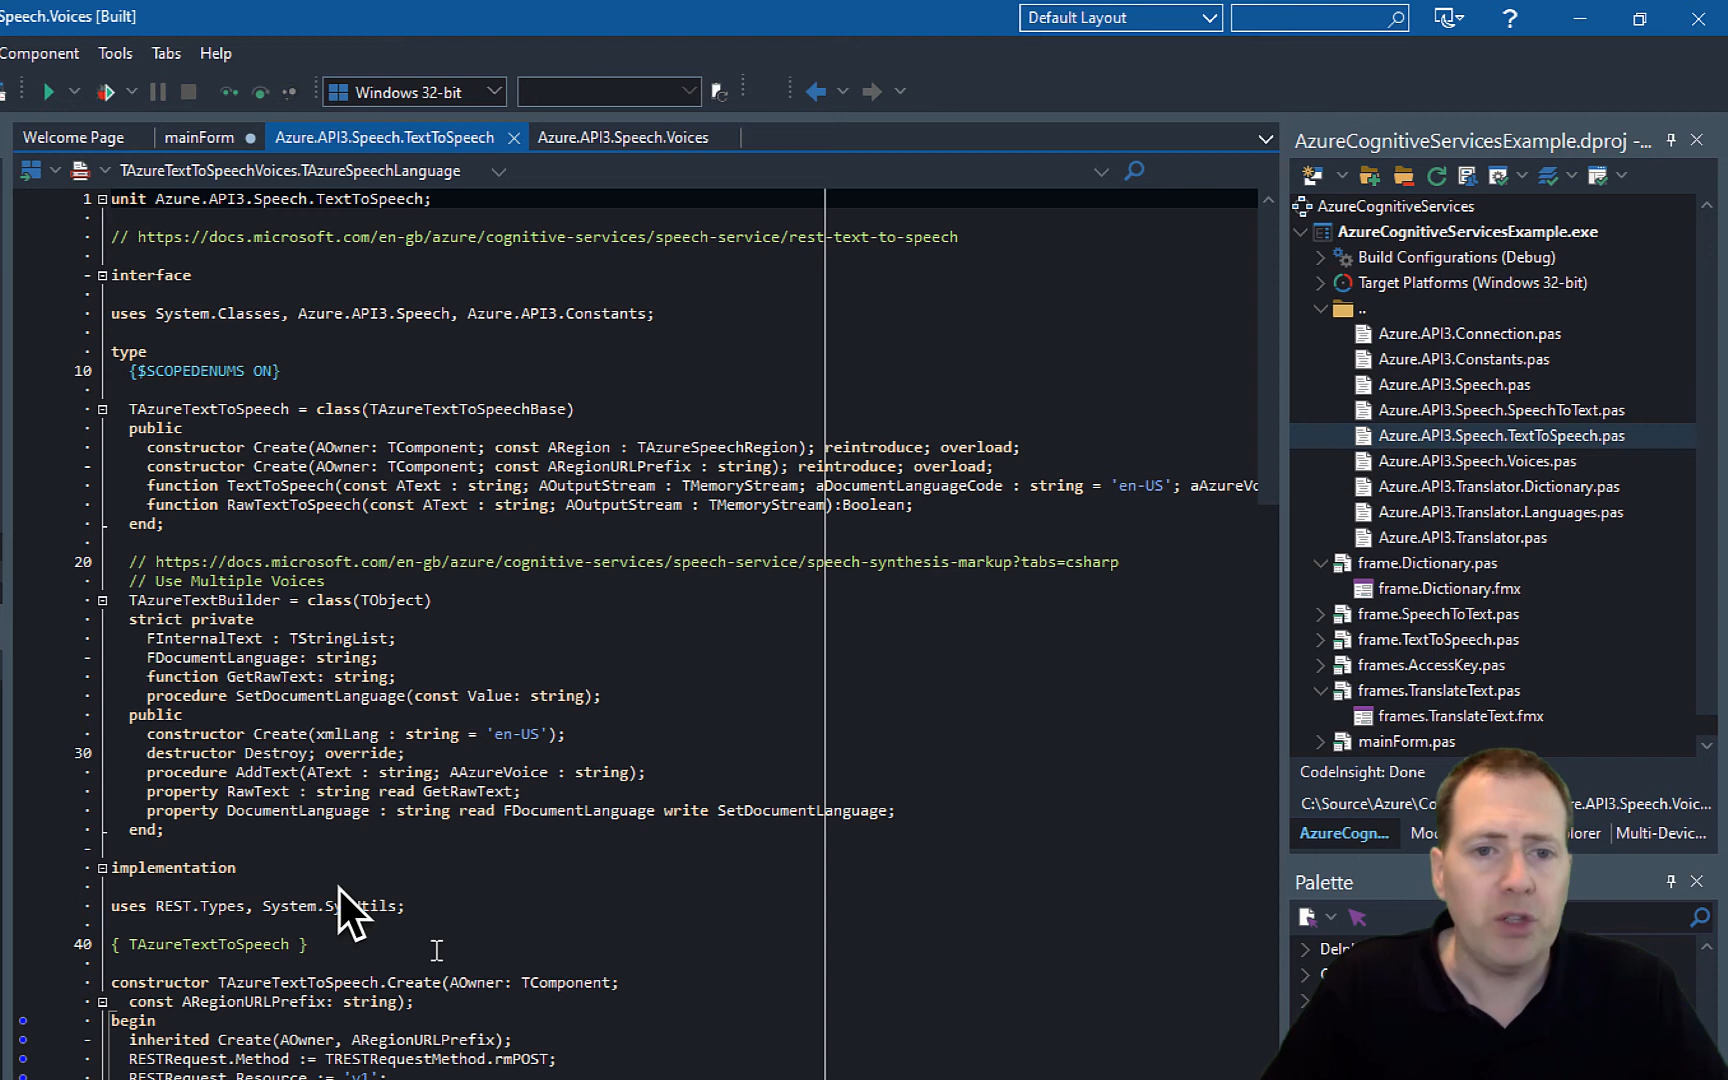 Speech.Voices [Built]
Default Layout
Component Tools Tabs Help
Windows 32-bit
Welcome Page mainForm Azure.API3.Speech.TextToSpeech Azure.API3.Speech.Voices
TAzureTextToSpeechVoices.TAzureSpeechLanguage
1 unit Azure.API3.Speech.TextToSpeech;
// https://docs.microsoft.com/en-gb/azure/cognitive-services/speech-service/rest-text-to-speech
interface
uses System.Classes, Azure.API3.Speech, Azure.API3.Constants;
type
10 {$SCOPEDENUMS ON}
TAzureTextToSpeech = class(TAzureTextToSpeechBase)
public
constructor Create(AOwner: TComponent; const ARegion : TAzureSpeechRegion); reintroduce; overload;
constructor Create(AOwner: TComponent; const ARegionURLPrefix : string); reintroduce; overload;
function TextToSpeech(const AText : string; AOutputStream : TMemoryStream; aDocumentLanguageCode : string = 'en-US'; aAzureVo
function RawTextToSpeech(const AText : string; AOutputStream : TMemoryStream):Boolean;
end;
20 // https://docs.microsoft.com/en-gb/azure/cognitive-services/speech-service/speech-synthesis-markup?tabs=csharp
// Use Multiple Voices
TAzureTextBuilder = class(TObject)
strict private
FInternalText : TStringList;
FDocumentLanguage: string;
function GetRawText: string;
procedure SetDocumentLanguage(const Value: string);
public
constructor Create(xmlLang : string = 'en-US');
30 destructor Destroy; override;
procedure AddText(AText : string; AAzureVoice : string);
property RawText : string read GetRawText;
property DocumentLanguage : string read FDocumentLanguage write SetDocumentLanguage;
end;
implementation
uses REST.Types,
40 { TAzureTextToSpeech }
constructor TAzureTextToSpeech.Create(AOwner: TComponent;
const ARegionURLPrefix: string);
begin
inherited Create(AOwner, ARegionURLPrefix);
RESTRequest.Method := TRESTRequestMethod.rmPOST;
RESTRequest.Resource := 'v1';
AzureCognitiveServicesExample.dproj -...
AzureCognitiveServices
AzureCognitiveServicesExample.exe
Build Configurations (Debug)
Target Platforms (Windows 32-bit)
..
Azure.API3.Connection.pas
Azure.API3.Constants.pas
Azure.API3.Speech.pas
Azure.API3.Speech.SpeechToText.pas
Azure.API3.Speech.TextToSpeech.pas
Azure.API3.Speech.Voices.pas
Azure.API3.Translator.Dictionary.pas
Azure.API3.Translator.Languages.pas
Azure.API3.Translator.pas
frame.Dictionary.pas
frame.Dictionary.fmx
frame.SpeechToText.pas
frame.TextToSpeech.pas
frames.AccessKey.pas
frames.TranslateText.pas
frames.TranslateText.fmx
mainForm.pas
CodeInsight: Done
C:\Source\Azure\Co re.API3.Speech.Voic...
AzureCogn... Mo lorer Multi-Devic...
Palette
Delp